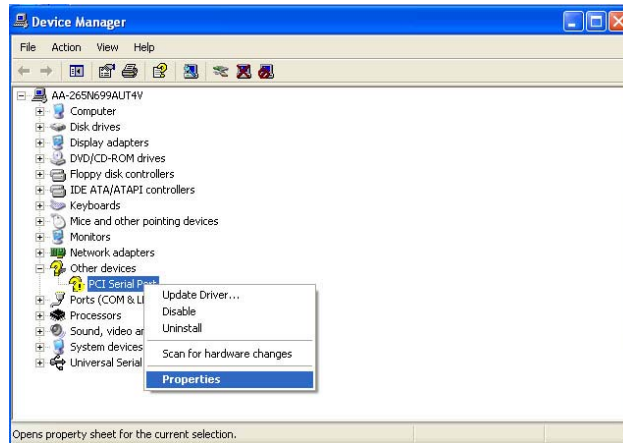 Device Manager
File Action View Help
AA-265N699AUT4V
Computer
Disk drives
Display adapters
DVD/CD-ROM drives
Floppy disk controllers
IDE ATA/ATAPI controllers
Keyboards
Mice and other pointing devices
Monitors
Network adapters
Other devices
PCI Serial Port
Update Driver...
Ports (COM & L
Disable
Processors
Uninstall
Sound, video ar
System devices
Scan for hardware changes
Universal Serial
Properties
Opens property sheet for the current selection.